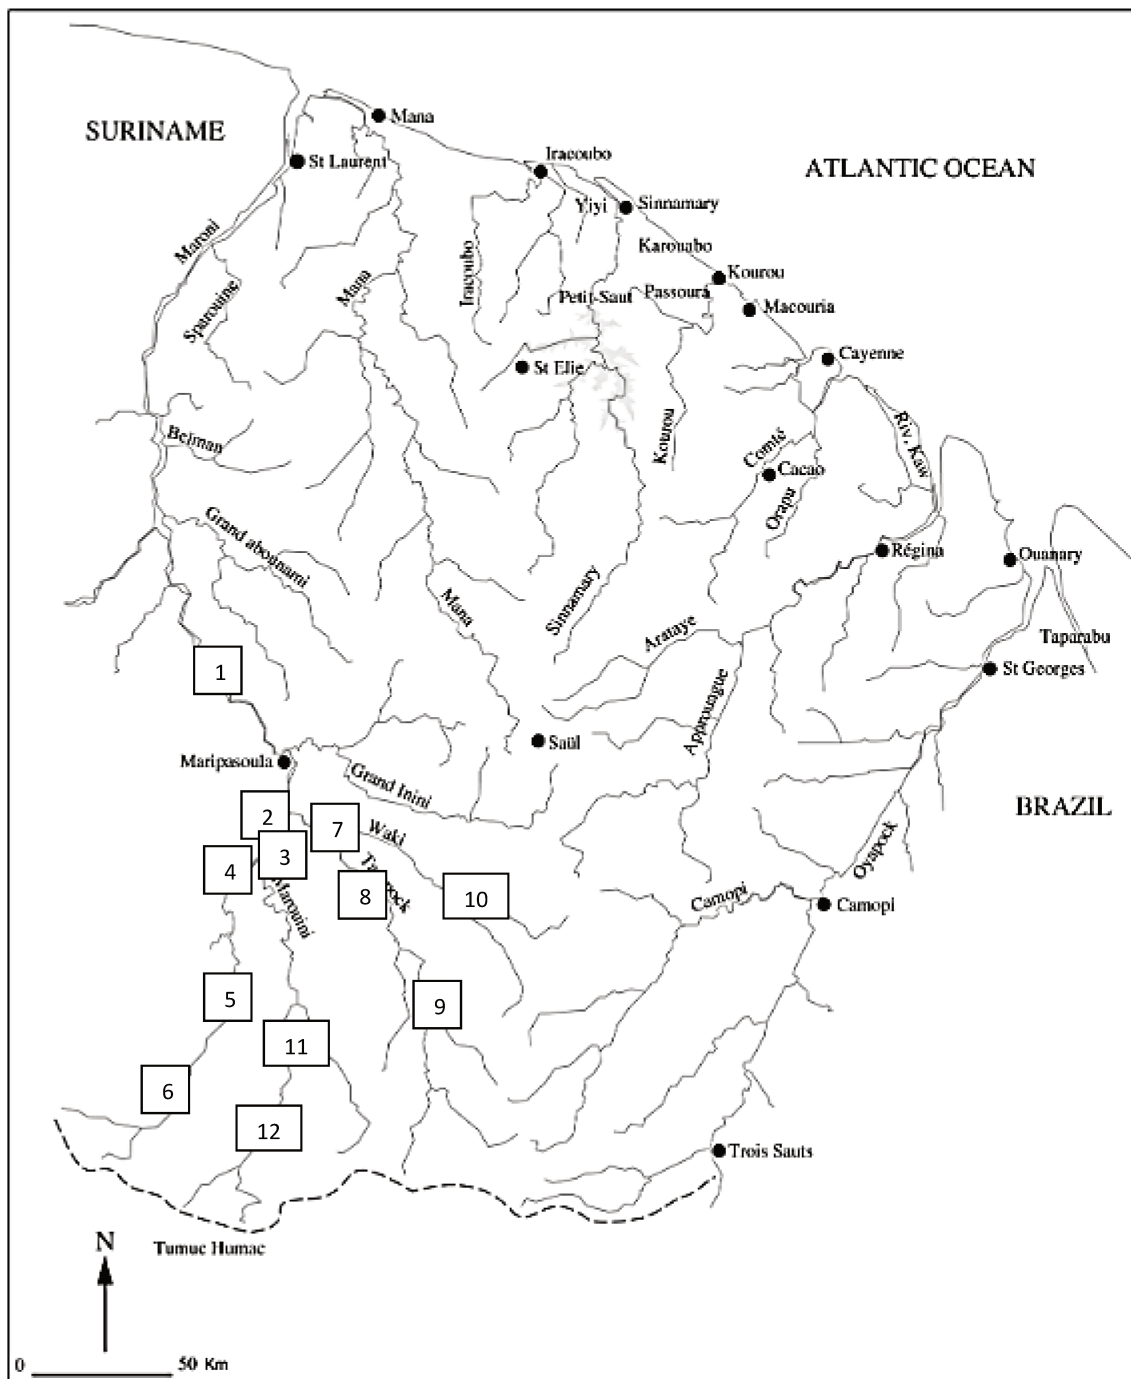 Mana
SURINAME
Iracoubo
St Laurent
ATLANTIC OCEAN
Yiyi
Sinnamary
Maroni
Karouabo
Iracoubo
Kourou
Mana
Petit-Saut
Passoura
Macouria
Sparouine
Cayenne
St Elie
Kourou
Riv. Kaw
Beiman
Comté
Cacao
Orapu
Grand abounami
Régina
Ouanary
Mana
Sinnamary
Arataye
Taparabu
1
St Georges
Approuague
Saül
Maripasoula
Grand Inini
BRAZIL
2
7
Waki
3
Oyapock
4
8
10
Marouini
Camopi
Camopi
5
9
11
6
12
Trois Sauts
N
Tumuc Humac
0
50 Km